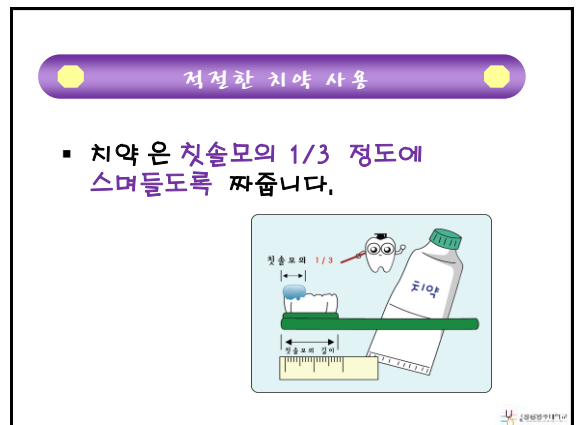 적절한 치약 사용
▪ 치약 은 칫솔모의 1/3 정도에
스며들도록 짜줍니다.
칫솔모의 1/3
치약
칫솔모의 길이